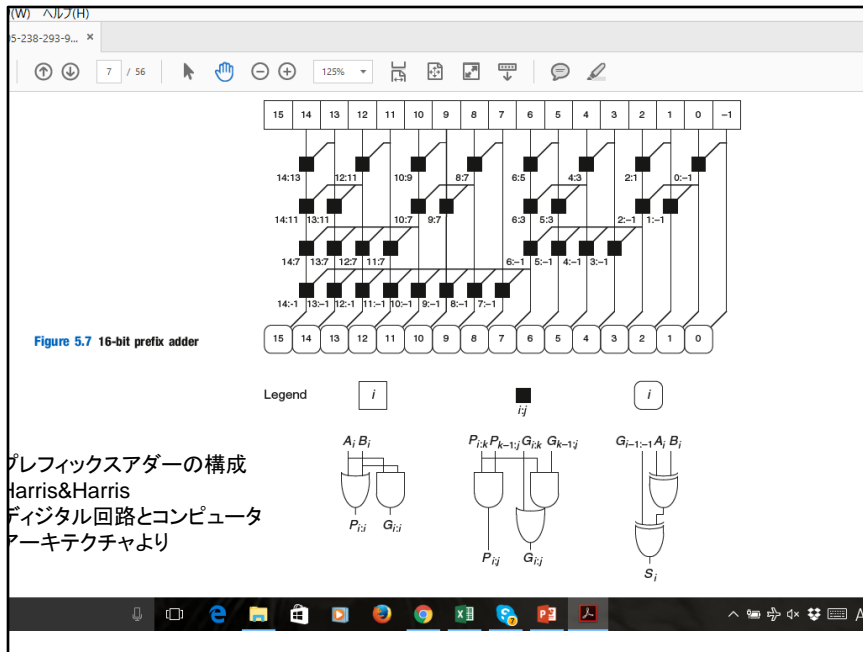 (W) ヘルプ(H)
05-238-293-9... ×
7 / 56 125%
15 14 13 12 11 10 9 8 7 6 5 4 3 2 1 0 –1
14:13 12:11 10:9 8:7 6:5 4:3 2:1 0:–1
14:11 13:11 10:7 9:7 6:3 5:3 2:–1 1:–1
14:7 13:7 12:7 11:7 6:–1 5:–1 4:–1 3:–1
14:-1 13:–1 12:-1 11:–1 10:–1 9:–1 8:–1 7:–1
Figure 5.7 16-bit prefix adder
15 14 13 12 11 10 9 8 7 6 5 4 3 2 1 0
Legend i i:j i
Ai Bi Pi:k Pk–1:j Gi:k Gk–1:j Gi–1:–1 Ai Bi
Pi:i Gi:i
Pi:j Gi:j
Si
プレフィックスアダーの構成
Harris&Harris
ディジタル回路とコンピュータ
アーキテクチャより
A